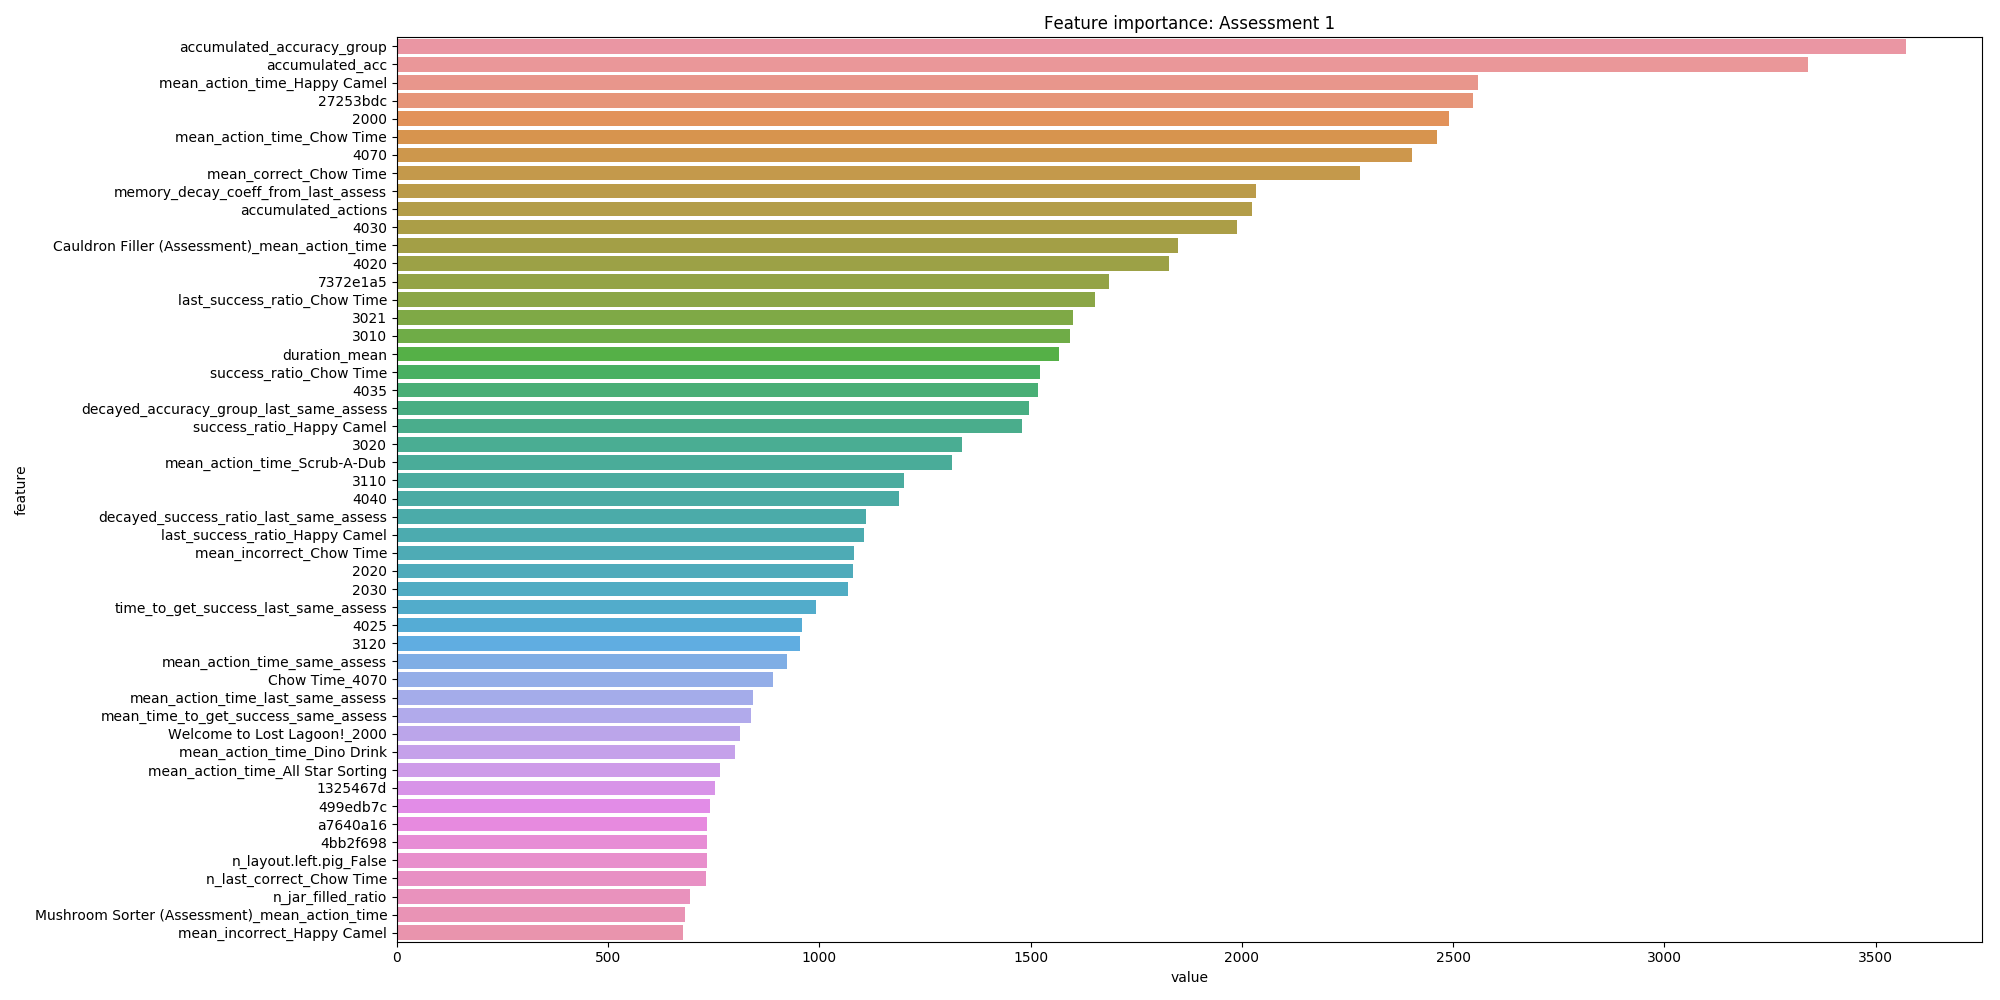 Feature importance: Assessment 1
accumulated_accuracy_group
accumulated_acc
mean_action_time_Happy Camel
27253bdc
2000
mean_action_time_Chow Time
4070
mean_correct_Chow Time
memory_decay_coeff_from_last_assess
accumulated_actions
4030
Cauldron Filler (Assessment)_mean_action_time
4020
7372e1a5
last_success_ratio_Chow Time
3021
3010
duration_mean
success_ratio_Chow Time
4035
decayed_accuracy_group_last_same_assess
success_ratio_Happy Camel
3020
mean_action_time_Scrub-A-Dub
3110
4040
decayed_success_ratio_last_same_assess
last_success_ratio_Happy Camel
mean_incorrect_Chow Time
2020
2030
time_to_get_success_last_same_assess
4025
3120
mean_action_time_same_assess
Chow Time_4070
mean_action_time_last_same_assess
mean_time_to_get_success_same_assess
Welcome to Lost Lagoon!_2000
mean_action_time_Dino Drink
mean_action_time_All Star Sorting
1325467d
499edb7c
a7640a16
4bb2f698
n_layout.left.pig_False
n_last_correct_Chow Time
n_jar_filled_ratio
Mushroom Sorter (Assessment)_mean_action_time
mean_incorrect_Happy Camel
feature
0 500 1000 1500 2000 2500 3000 3500
value